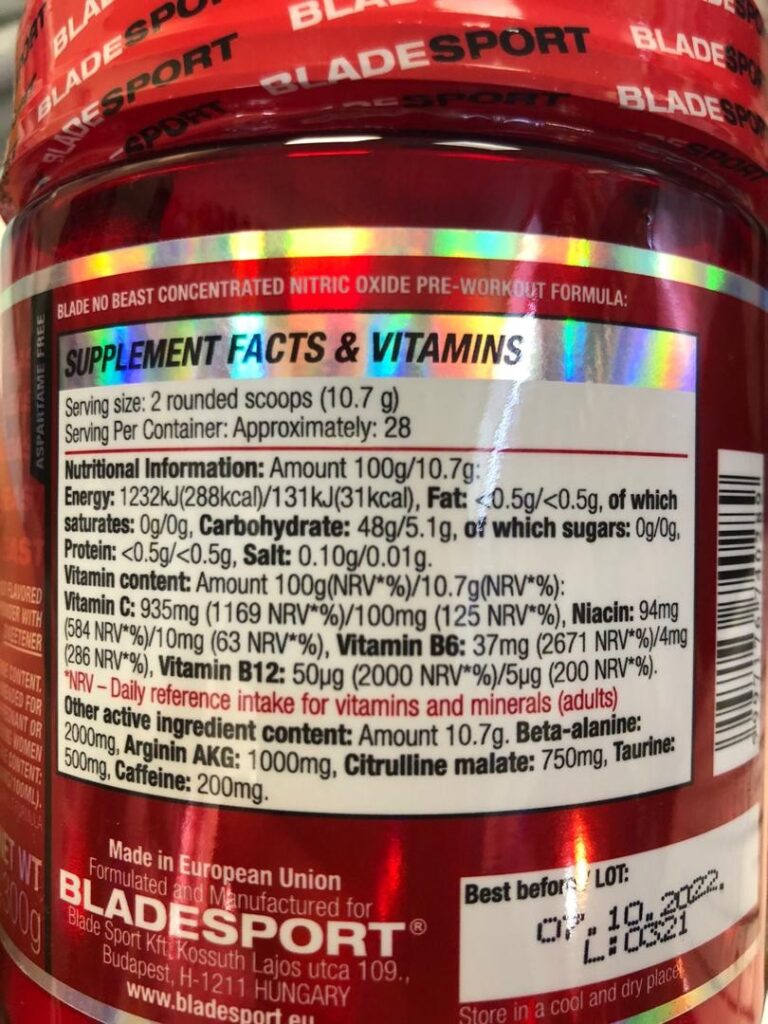 BLADESPORT
BLADESPORT
BLADESPORT
BLADESPORT
BLADESPORT
BLADE NO BEAST CONCENTRATED NITRIC OXIDE PRE-WORKOUT FORMULA:
ASPARTAME FREE
SUPPLEMENT FACTS & VITAMINS
Serving size: 2 rounded scoops (10.7 g)
Serving Per Container: Approximately: 28
Nutritional Information: Amount 100g/10.7g:
Energy: 1232kJ(288kcal)/131kJ(31kcal), Fat: <0.5g/<0.5g, of which
saturates: 0g/0g, Carbohydrate: 48g/5.1g, of which sugars: 0g/0g,
Protein: <0.5g/<0.5g, Salt: 0.10g/0.01g.
Vitamin content: Amount 100g(NRV*%)/10.7g(NRV*%):
Vitamin C: 935mg (1169 NRV*%)/100mg (125 NRV*%), Niacin: 94mg
(584 NRV*%)/10mg (63 NRV*%), Vitamin B6: 37mg (2671 NRV*%)/4mg
(286 NRV*%), Vitamin B12: 50µg (2000 NRV*%)/5µg (200 NRV*%).
*NRV – Daily reference intake for vitamins and minerals (adults)
Other active ingredient content: Amount 10.7g. Beta-alanine:
2000mg, Arginin AKG: 1000mg, Citrulline malate: 750mg, Taurine:
500mg, Caffeine: 200mg.
Made in European Union
Formulated and Manufactured for
BLADESPORT®
Blade Sport Kft, Kossuth Lajos utca 109.,
Budapest, H-1211 HUNGARY
www.bladesport.eu
Best before LOT:
07.10.2022.
L:0321
Store in a cool and dry place